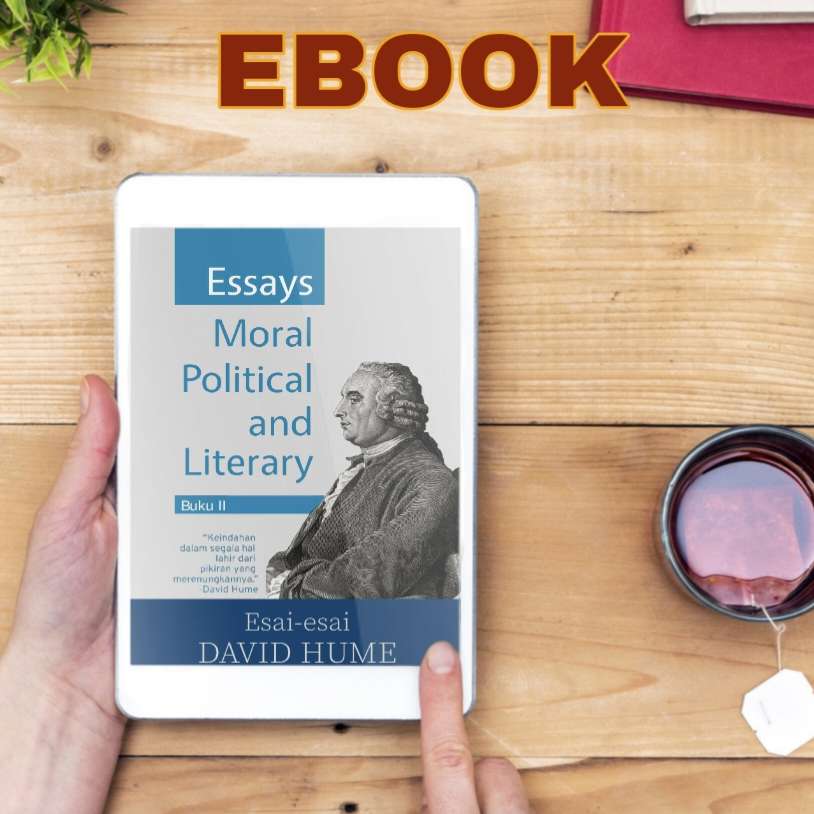 EBOOK
Essays
Moral
Political
and
Literary
Buku II
"Keindahan
dalam segala hal
lahir dari
pikiran yang
merenungkannya."
David Hume
Esai-esai
DAVID HUME